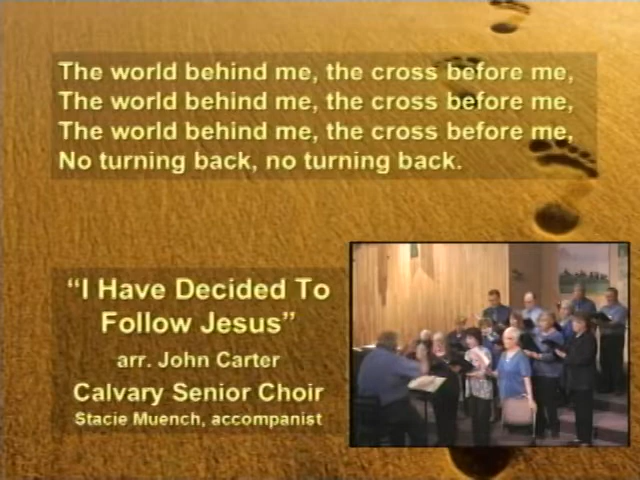 The world behind me, the cross before me,
The world behind me, the cross before me,
The world behind me, the cross before me,
No turning back, no turning back.
“I Have Decided To
Follow Jesus”
arr. John Carter
Calvary Senior Choir
Stacie Muench, accompanist